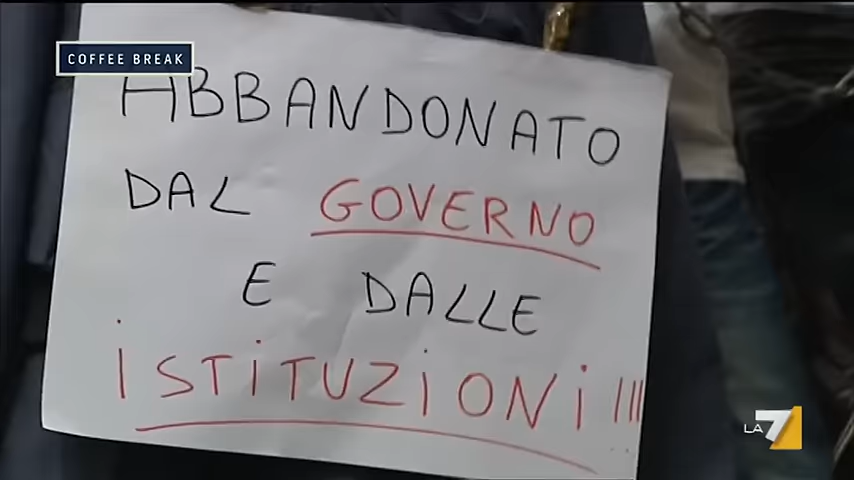 COFFEE BREAK
ABBANDONATO
DAL GOVERNO
E DALLE
iSTiTUZiONi!!!
LA7